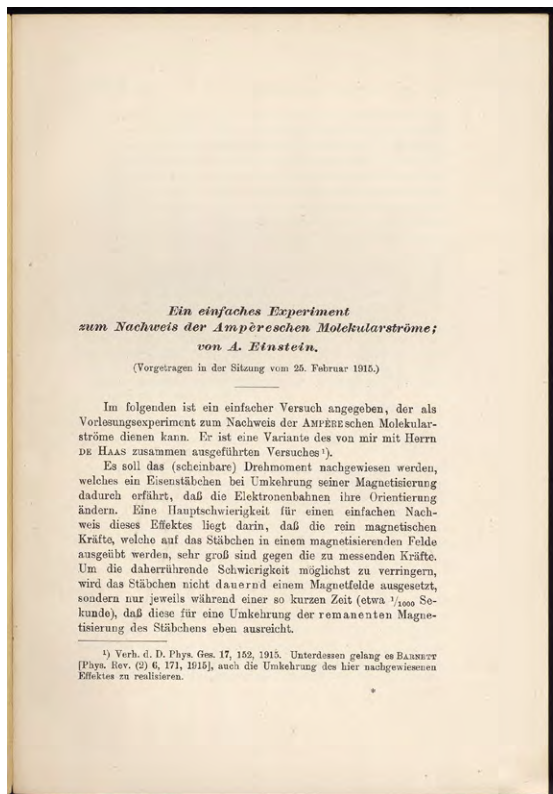 Ein einfaches Experiment
zum Nachweis der Ampèreschen Molekularströme;
von A. Einstein.
(Vorgetragen in der Sitzung vom 25. Februar 1915.)
Im folgenden ist ein einfacher Versuch angegeben, der als
Vorlesungsexperiment zum Nachweis der AMPÈREschen Molekular-
ströme dienen kann. Er ist eine Variante des von mir mit Herrn
DE HAAS zusammen ausgeführten Versuches¹).
Es soll das (scheinbare) Drehmoment nachgewiesen werden,
welches ein Eisenstäbchen bei Umkehrung seiner Magnetisierung
dadurch erfährt, daß die Elektronenbahnen ihre Orientierung
ändern. Eine Hauptschwierigkeit für einen einfachen Nach-
weis dieses Effektes liegt darin, daß die rein magnetischen
Kräfte, welche auf das Stäbchen in einem magnetisierenden Felde
ausgeübt werden, sehr groß sind gegen die zu messenden Kräfte.
Um die daherrührende Schwierigkeit möglichst zu verringern,
wird das Stäbchen nicht dauernd einem Magnetfelde ausgesetzt,
sondern nur jeweils während einer so kurzen Zeit (etwa 1/1000 Se-
kunde), daß diese für eine Umkehrung der remanenten Magne-
tisierung des Stäbchens eben ausreicht.
¹) Verh. d. D. Phys. Ges. 17, 152, 1915. Unterdessen gelang es BARNETT
[Phys. Rev. (2) 6, 171, 1915], auch die Umkehrung des hier nachgewiesenen
Effektes zu realisieren.
*